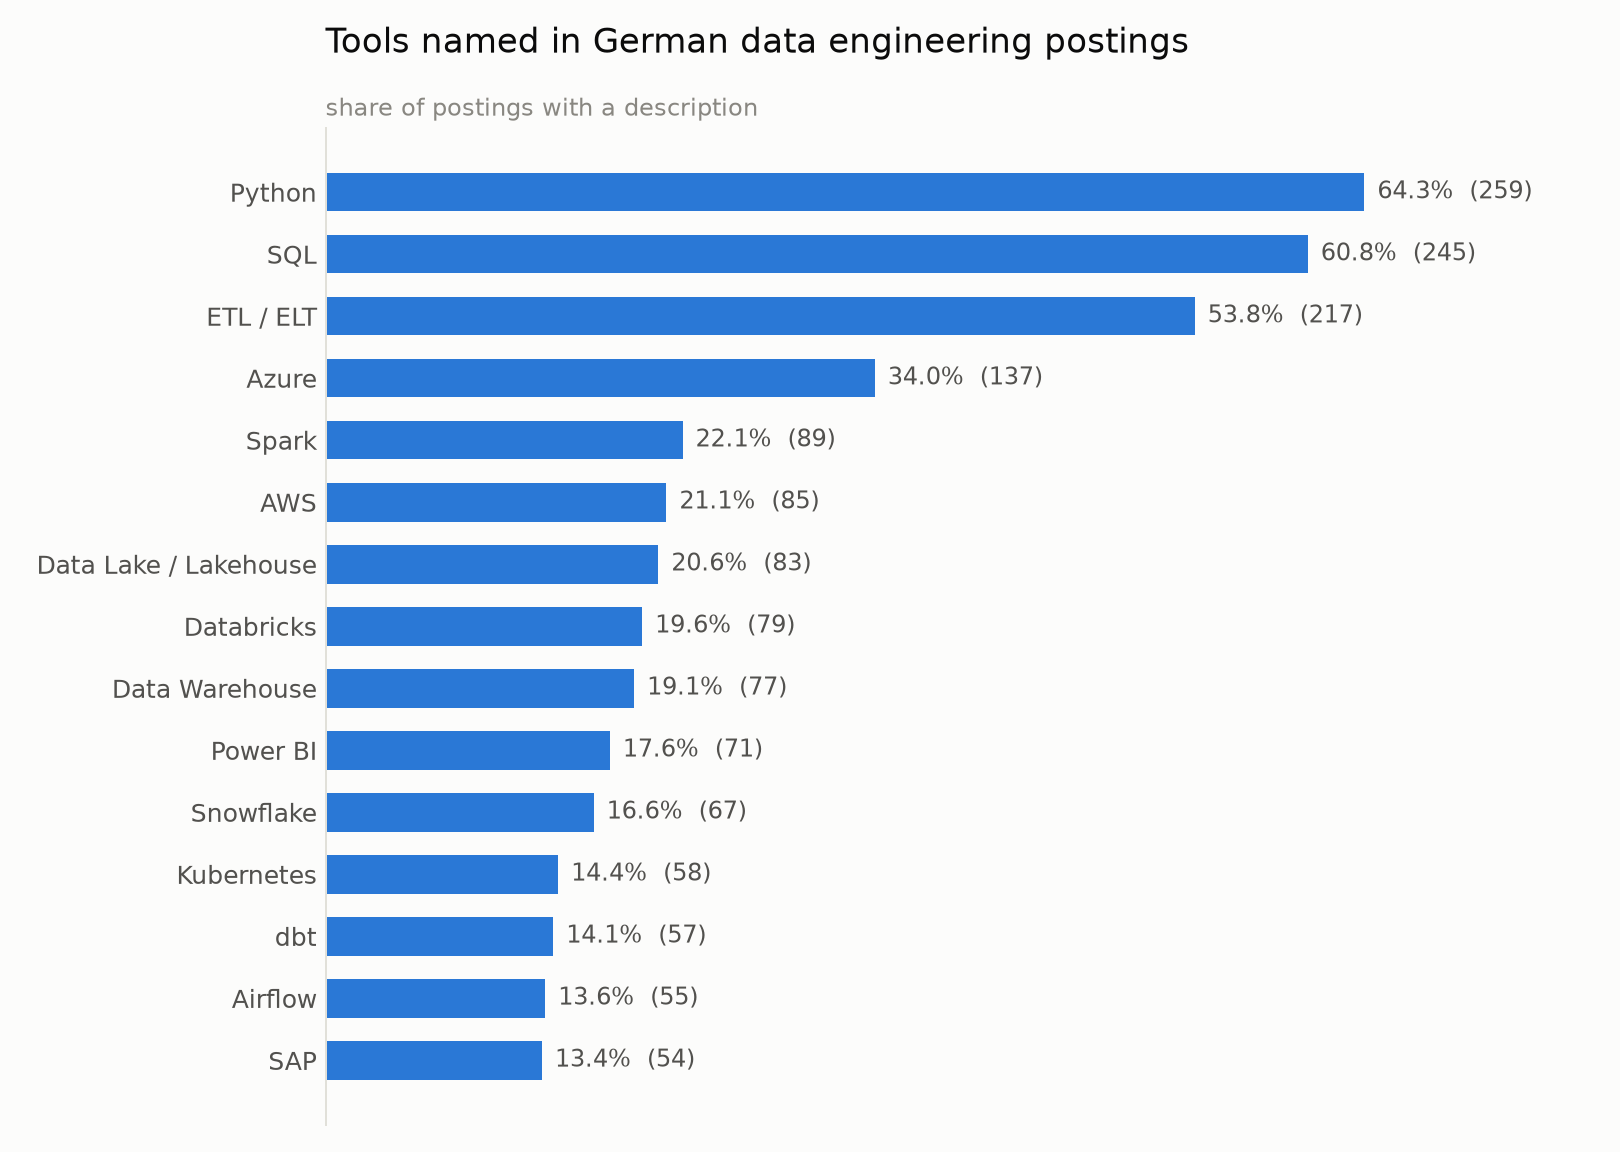 Tools named in German data engineering postings
share of postings with a description
Python 64.3% (259)
SQL 60.8% (245)
ETL / ELT 53.8% (217)
Azure 34.0% (137)
Spark 22.1% (89)
AWS 21.1% (85)
Data Lake / Lakehouse 20.6% (83)
Databricks 19.6% (79)
Data Warehouse 19.1% (77)
Power BI 17.6% (71)
Snowflake 16.6% (67)
Kubernetes 14.4% (58)
dbt 14.1% (57)
Airflow 13.6% (55)
SAP 13.4% (54)